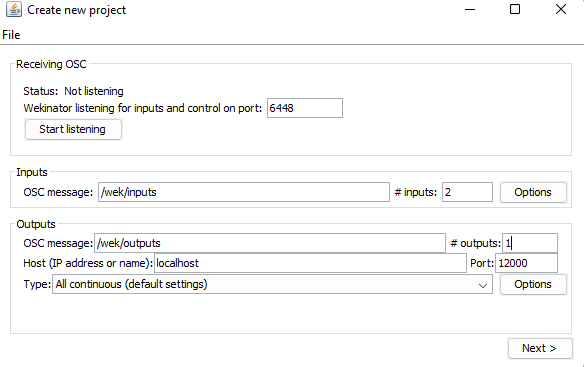 Create new project
File
Receiving OSC
Status: Not listening
Wekinator listening for inputs and control on port: 6448
Start listening
Inputs
OSC message: /wek/inputs # inputs: 2 Options
Outputs
OSC message: /wek/outputs # outputs: 1
Host (IP address or name): localhost Port: 12000
Type: All continuous (default settings) Options
Next >